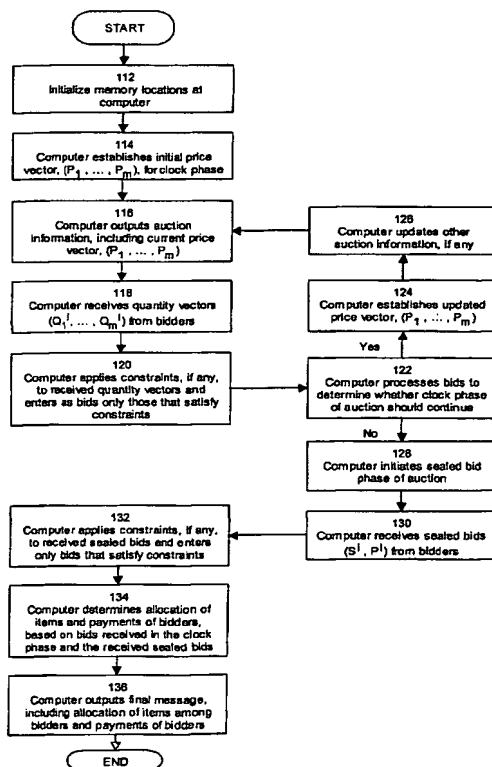 START
112
Initialize memory locations at
computer
114
Computer establishes initial price
vector, (P1 , ... , Pm), for clock phase
116
Computer outputs auction
information, including current price
vector, (P1 , ... , Pm)
118
Computer receives quantity vectors
(Q1^i, ... , Qm^i) from bidders
120
Computer applies constraints, if any,
to received quantity vectors and
enters as bids only those that satisfy
constraints
126
Computer updates other
auction information, if any
124
Computer establishes updated
price vector, (P1 , ... , Pm)
Yes
122
Computer processes bids to
determine whether clock phase
of auction should continue
No
128
Computer initiates sealed bid
phase of auction
130
Computer receives sealed bids
(S^i , P^i) from bidders
132
Computer applies constraints, if any,
to received sealed bids and enters
only bids that satisfy constraints
134
Computer determines allocation of
items and payments of bidders,
based on bids received in the clock
phase and the received sealed bids
136
Computer outputs final message,
including allocation of items among
bidders and payments of bidders
END